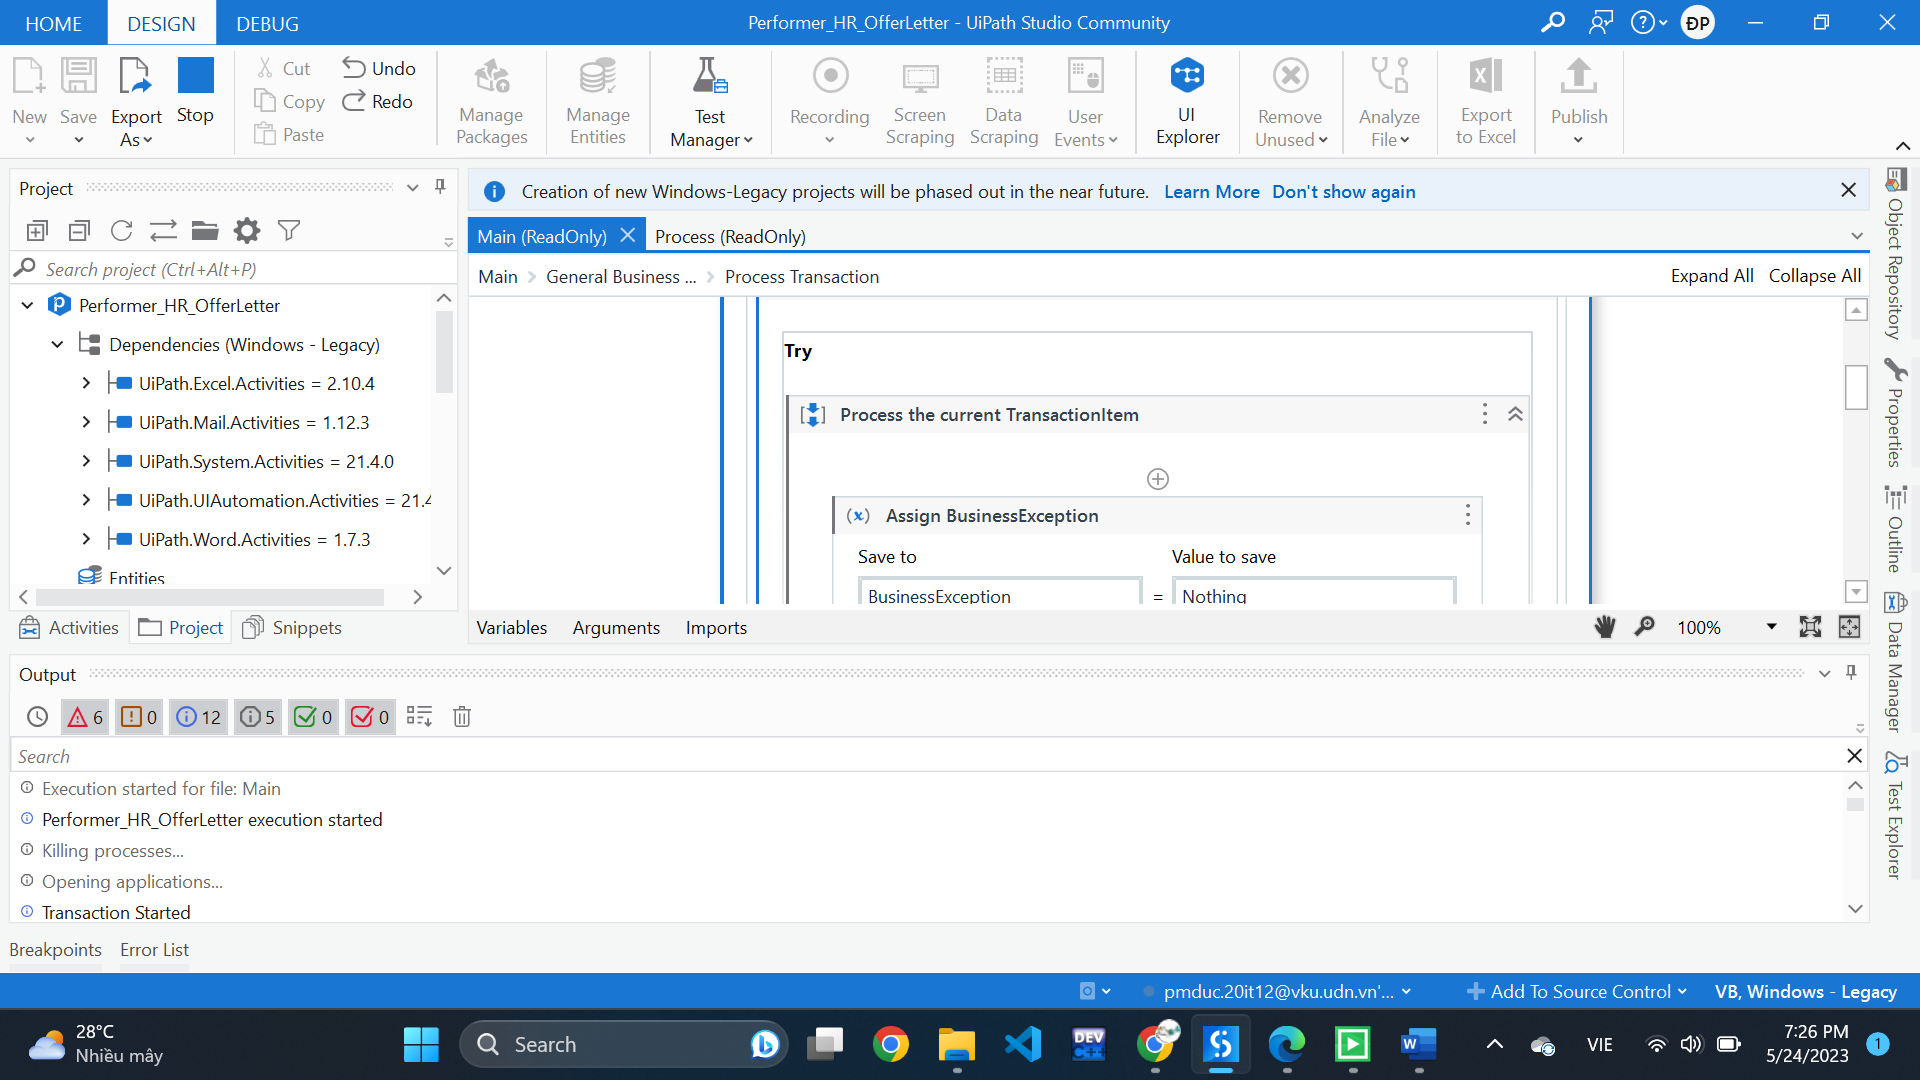 HOME DESIGN DEBUG Performer_HR_OfferLetter - UiPath Studio Community ĐP
New Save Export As Stop Cut Copy Paste Undo Redo Manage Packages Manage Entities Test Manager Recording Screen Scraping Data Scraping User Events UI Explorer Remove Unused Analyze File Export to Excel Publish
Project
Search project (Ctrl+Alt+P)
Performer_HR_OfferLetter
Dependencies (Windows - Legacy)
UiPath.Excel.Activities = 2.10.4
UiPath.Mail.Activities = 1.12.3
UiPath.System.Activities = 21.4.0
UiPath.UIAutomation.Activities = 21.4
UiPath.Word.Activities = 1.7.3
Entities
Activities Project Snippets
Creation of new Windows-Legacy projects will be phased out in the near future. Learn More Don't show again
Main (ReadOnly) Process (ReadOnly)
Main General Business ... Process Transaction Expand All Collapse All
Try
Process the current TransactionItem
(x) Assign BusinessException
Save to Value to save
BusinessException = Nothing
Variables Arguments Imports 100%
Object Repository
Properties
Outline
Data Manager
Test Explorer
Output
6 0 12 5 0 0
Search
Execution started for file: Main
Performer_HR_OfferLetter execution started
Killing processes...
Opening applications...
Transaction Started
Breakpoints Error List
pmduc.20it12@vku.udn.vn'... Add To Source Control VB, Windows - Legacy
28°C
Nhiều mây
Search
DEV C++
W
VIE
7:26 PM
5/24/2023
1